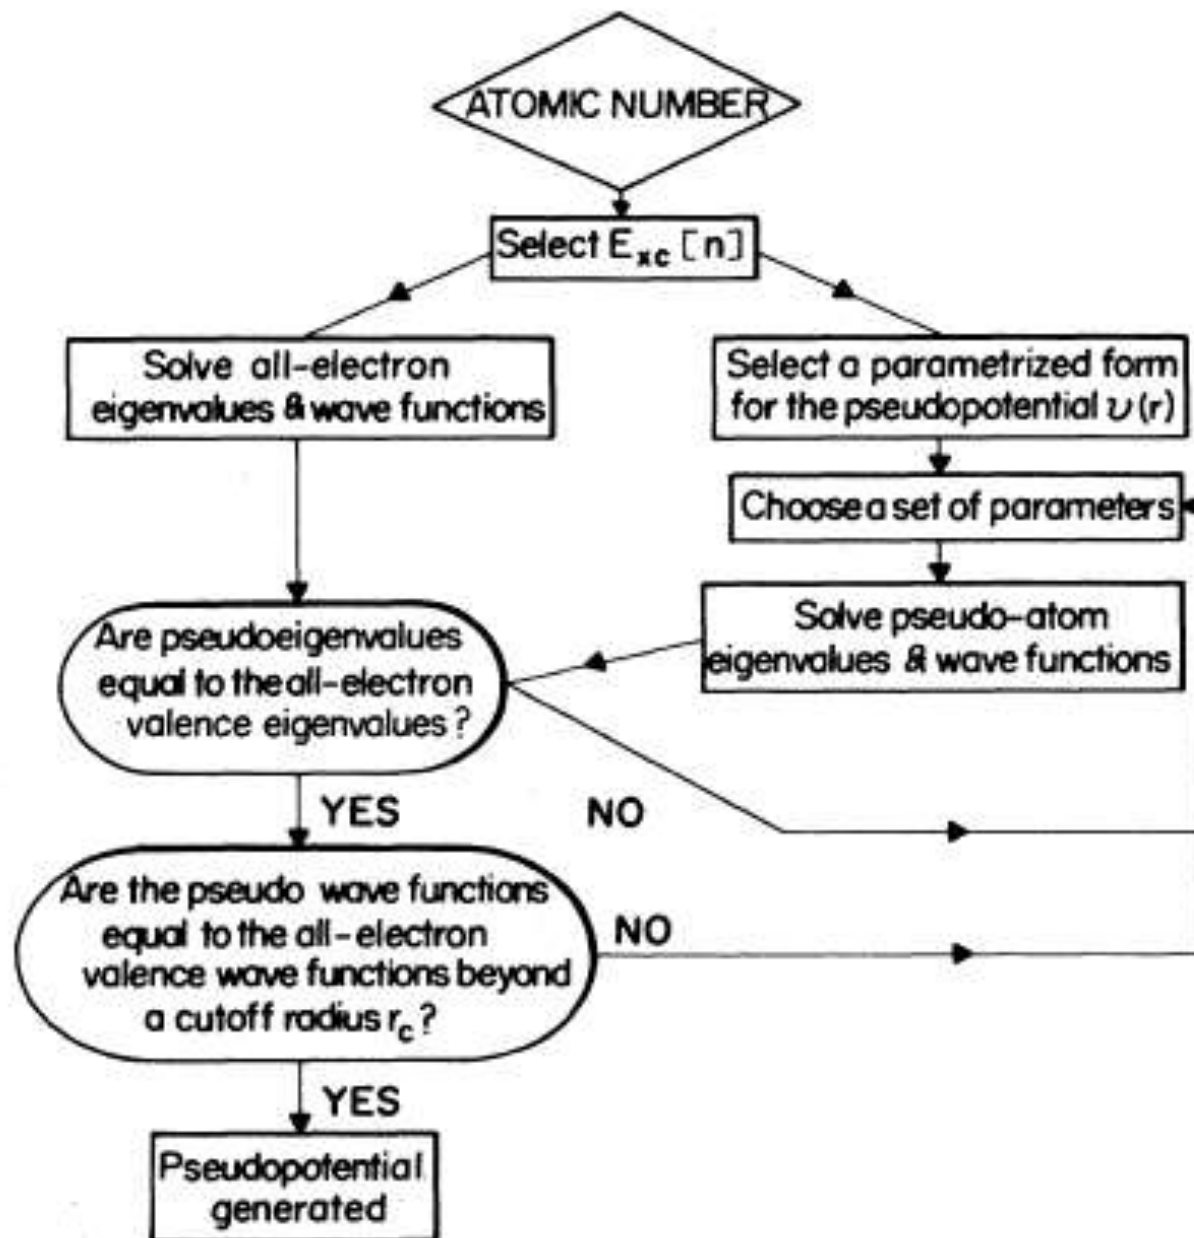 ATOMIC NUMBER
Select E_xc [n]
Solve all-electron
eigenvalues & wave functions
Select a parametrized form
for the pseudopotential υ(r)
Choose a set of parameters
Solve pseudo-atom
eigenvalues & wave functions
Are pseudoeigenvalues
equal to the all-electron
valence eigenvalues?
YES
NO
Are the pseudo wave functions
equal to the all-electron
valence wave functions beyond
a cutoff radius r_c?
NO
YES
Pseudopotential
generated